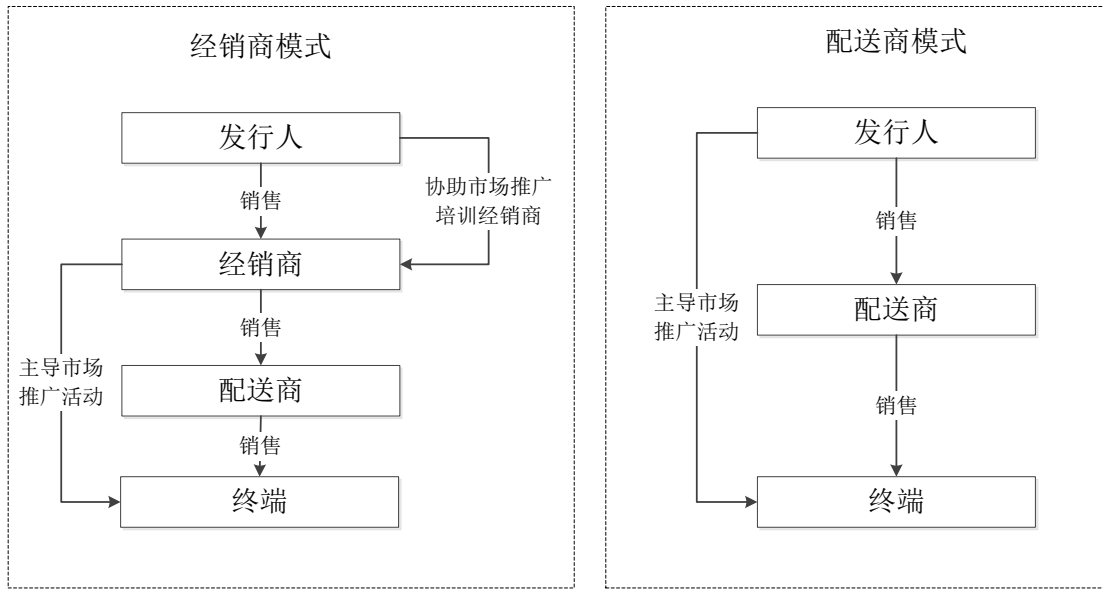 经销商模式
发行人
销售
协助市场推广
培训经销商
经销商
销售
主导市场
推广活动
配送商
销售
终端
配送商模式
发行人
销售
主导市场
推广活动
配送商
销售
终端